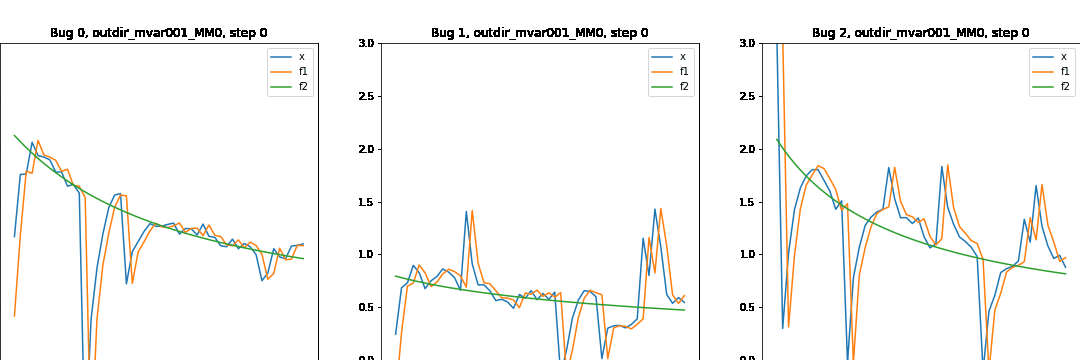 Bug 0, outdir_mvar001_MM0, step 0
x
f1
f2
Bug 1, outdir_mvar001_MM0, step 0
3.0
2.5
2.0
1.5
1.0
0.5
0.0
x
f1
f2
Bug 2, outdir_mvar001_MM0, step 0
3.0
2.5
2.0
1.5
1.0
0.5
0.0
x
f1
f2